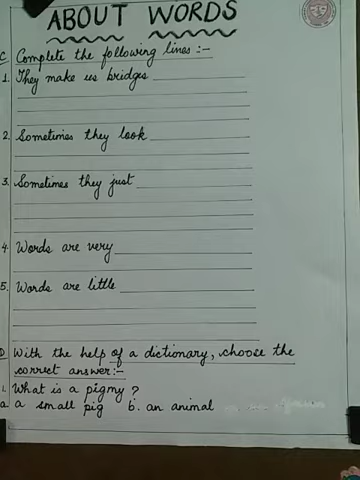 ABOUT WORDS
C Complete the following lines :-
1. They make us bridges
2. Sometimes they look
3. Sometimes they just
4. Words are very
5. Words are little
D With the help of a dictionary, choose the
correct answer:-
1. What is a pigmy ?
a. a small pig b. an animal